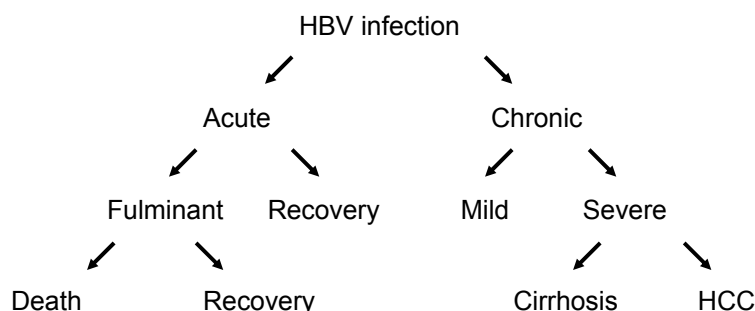 HBV infection
Acute Chronic
Fulminant Recovery Mild Severe
Death Recovery Cirrhosis HCC